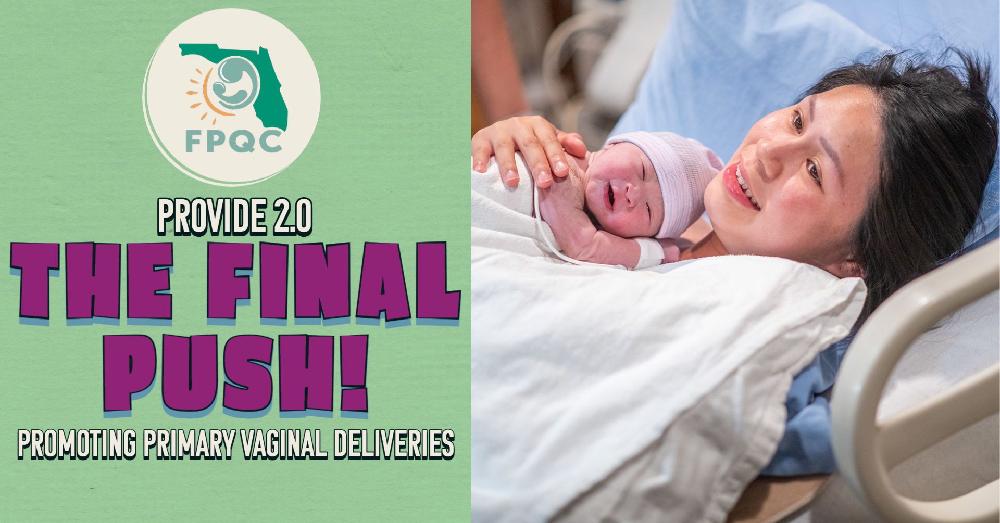 FPQC
PROVIDE 2.0
THE FINAL
PUSH!
PROMOTING PRIMARY VAGINAL DELIVERIES